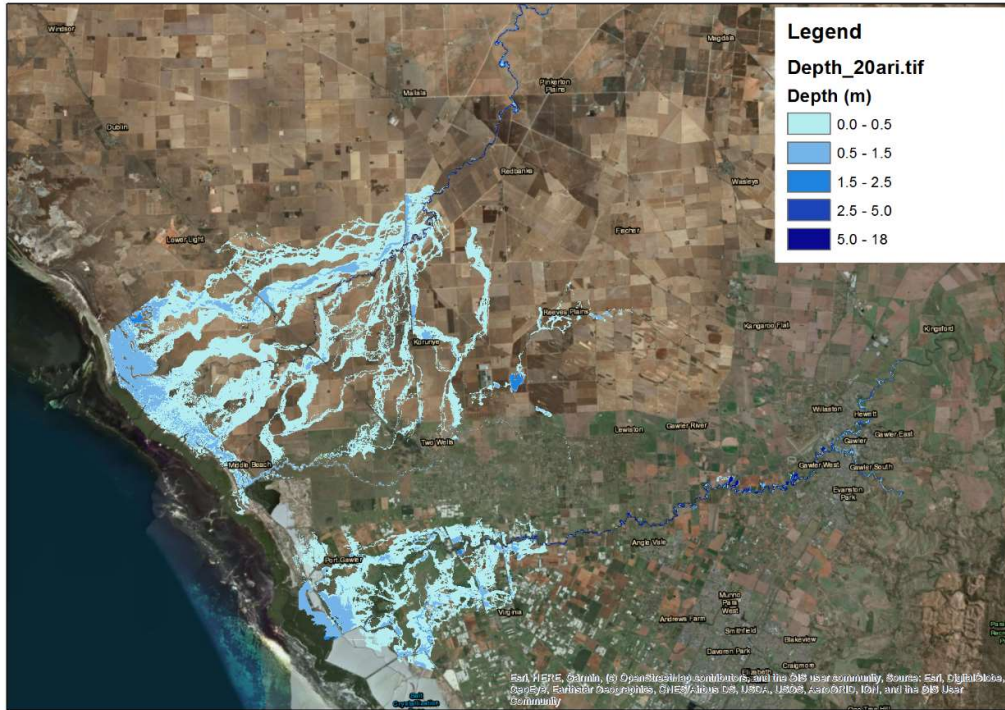 Legend
Depth_20ari.tif
Depth (m)
0.0 - 0.5
0.5 - 1.5
1.5 - 2.5
2.5 - 5.0
5.0 - 18
Windsor
Magdala
Mallala
Pinkerton
Plains
Dublin
Redbanks
Wasleys
Lower Light
Fischer
Reeves Plains
Kangaroo Flat
Kingsford
Korunye
Willaston
Hewett
Lewiston
Gawler River
Gawler
Gawler East
Two Wells
Middle Beach
Gawler West
Gawler South
Evanston
Park
Port Gawler
Angle Vale
Virginia
Munno
Para
West
Andrews Farm
Smithfield
Blakeview
Davoren Park
Craigmore
Elizabeth
Esri, HERE, Garmin, (c) OpenStreetMap contributors, and the GIS user community, Source: Esri, DigitalGlobe,
GeoEye, Earthstar Geographics, CNES/Airbus DS, USDA, USGS, AeroGRID, IGN, and the GIS User
Community